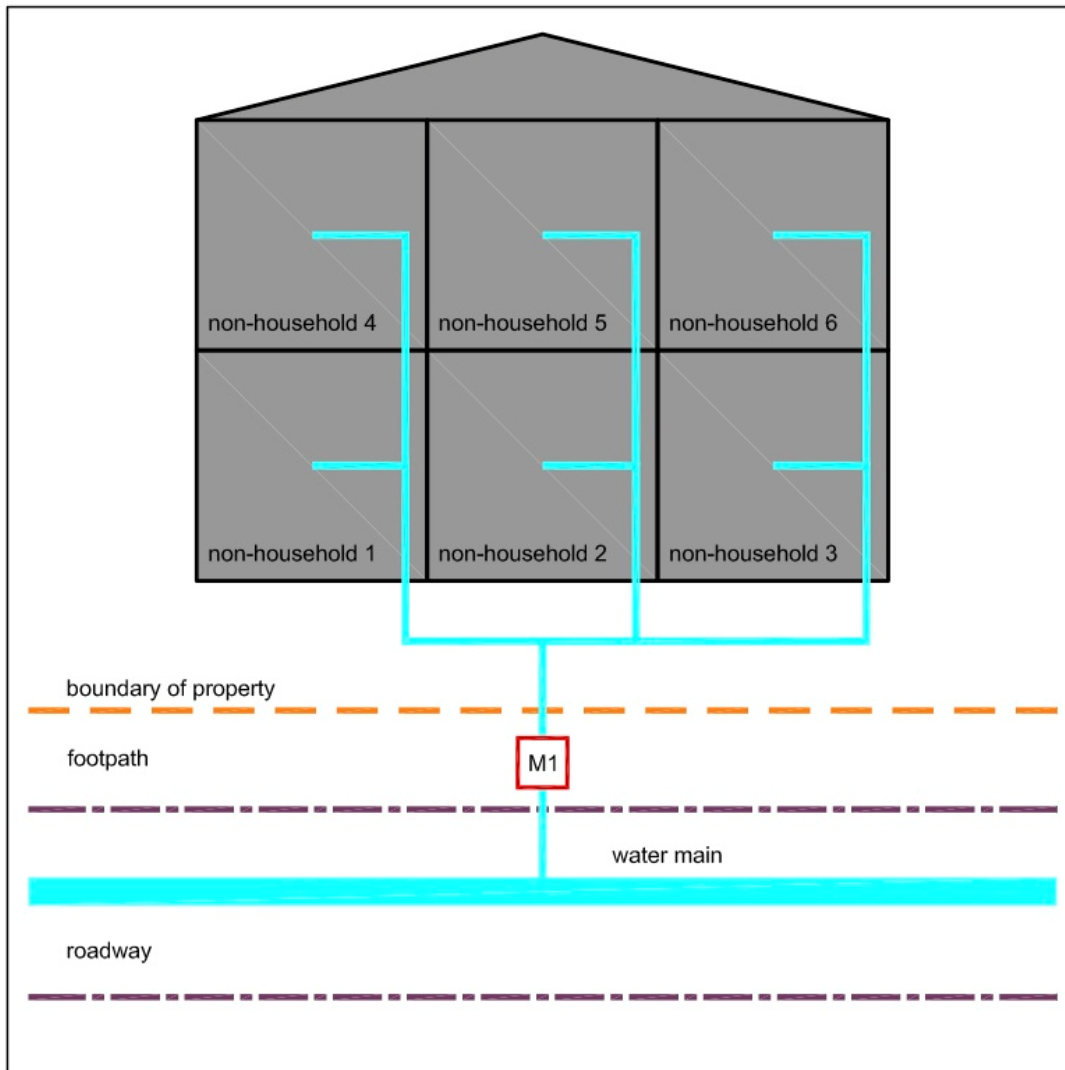 non-household 4
non-household 5
non-household 6
non-household 1
non-household 2
non-household 3
boundary of property
footpath
M1
water main
roadway